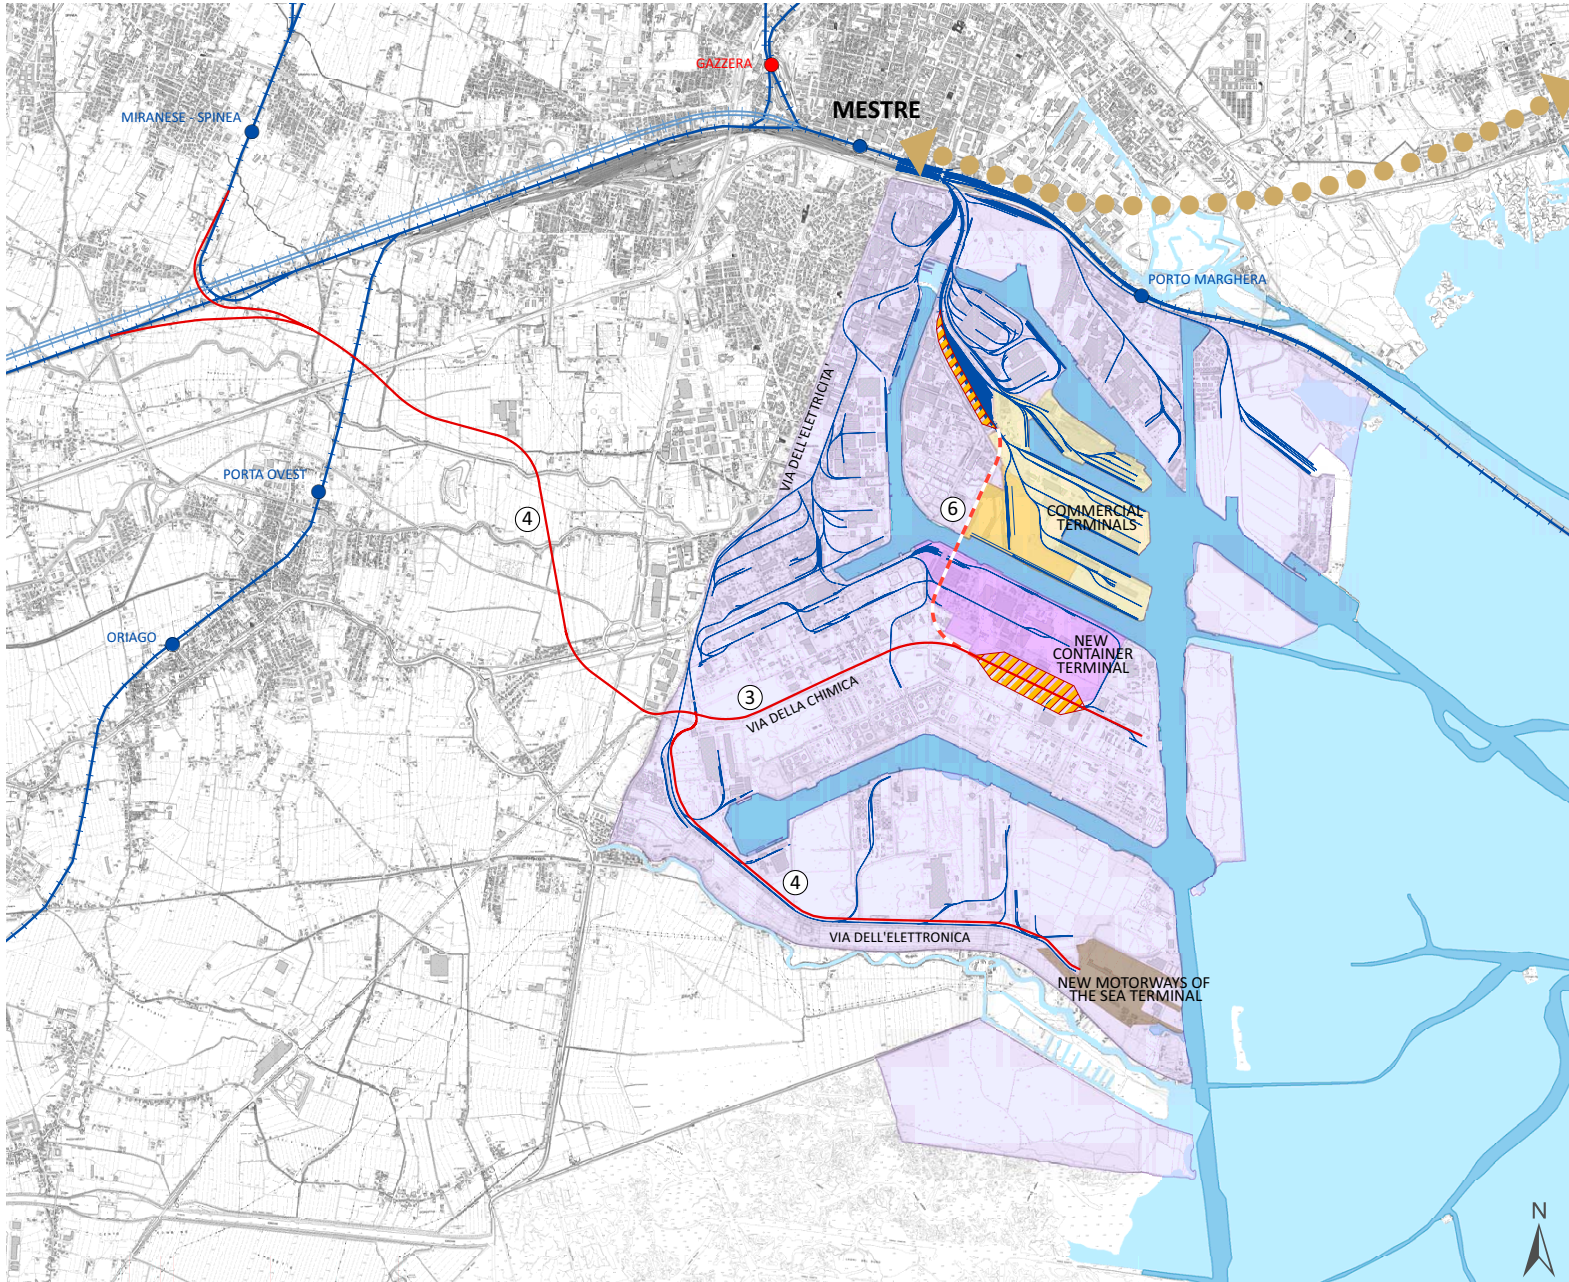 GAZZERA
MESTRE
MIRANESE - SPINEA
PORTO MARGHERA
VIA DELL'ELETTRICITA'
PORTA OVEST
4
6
COMMERCIAL
TERMINALS
ORIAGO
NEW
CONTAINER
TERMINAL
3
VIA DELLA CHIMICA
4
VIA DELL'ELETTRONICA
NEW MOTORWAYS OF
THE SEA TERMINAL
N